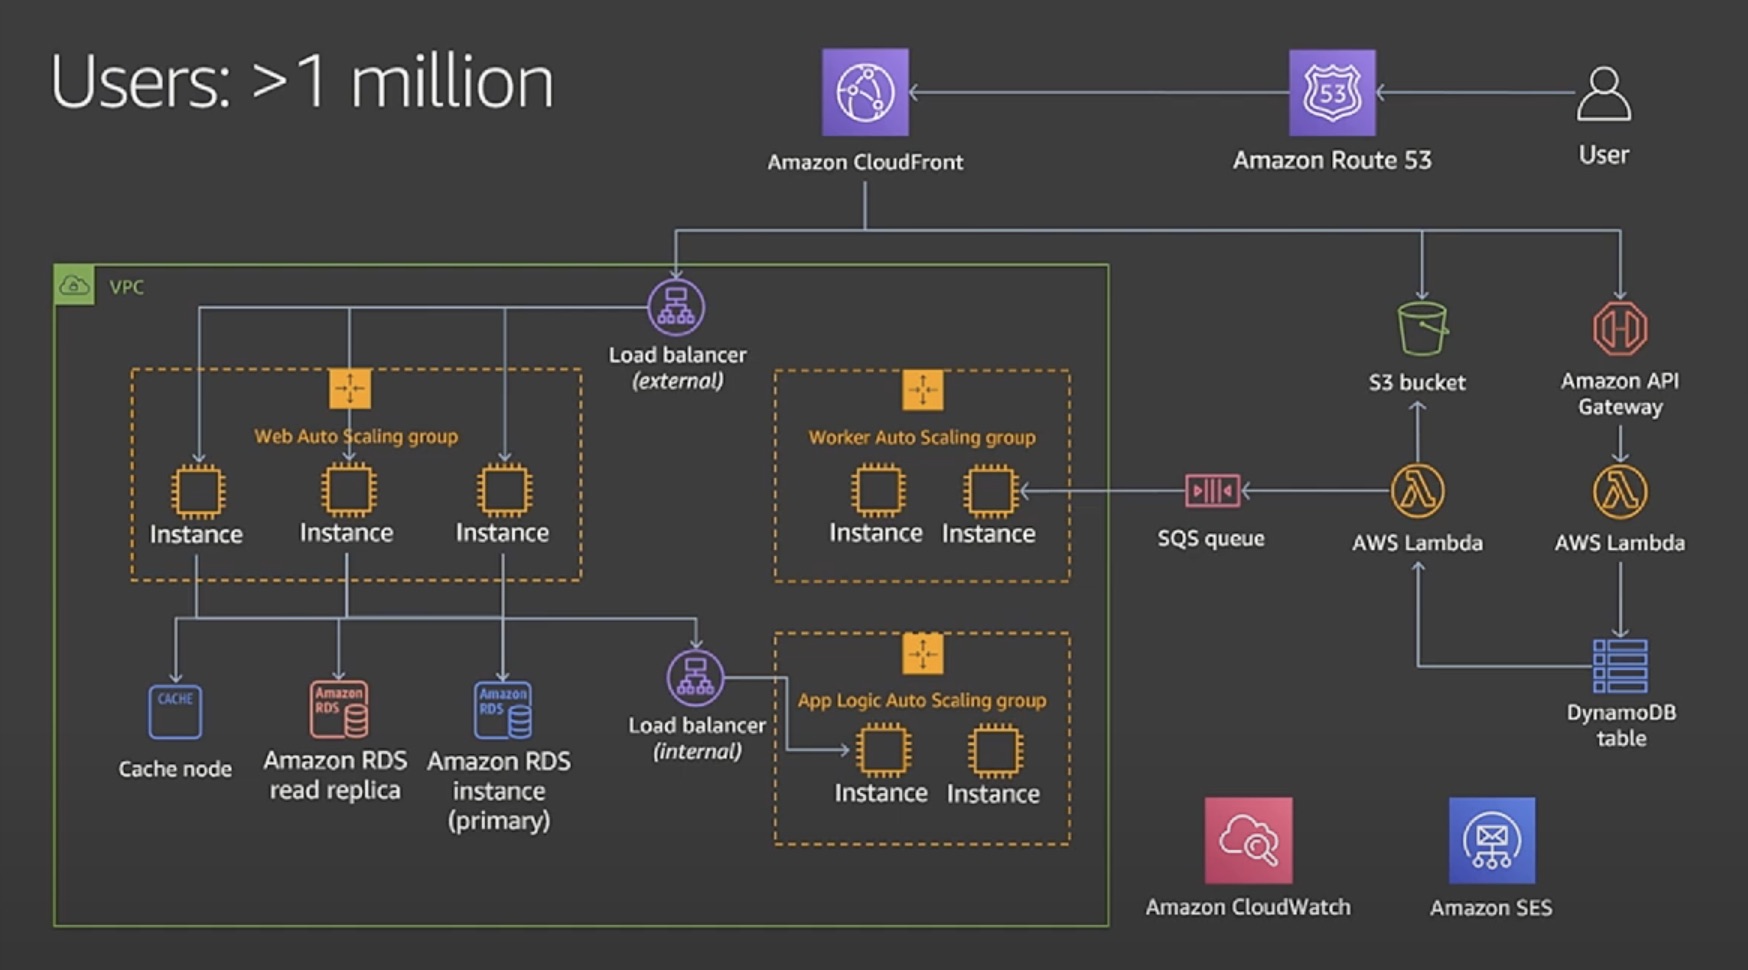 Users: >1 million
53
Amazon CloudFront
Amazon Route 53
User
VPC
Load balancer
(external)
S3 bucket
Amazon API
Gateway
Web Auto Scaling group
Worker Auto Scaling group
Instance
Instance
Instance
Instance
Instance
SQS queue
AWS Lambda
AWS Lambda
CACHE
Amazon
RDS
Amazon
RDS
Cache node
Amazon RDS
read replica
Amazon RDS
instance
(primary)
Load balancer
(internal)
App Logic Auto Scaling group
Instance
Instance
DynamoDB
table
Amazon CloudWatch
Amazon SES